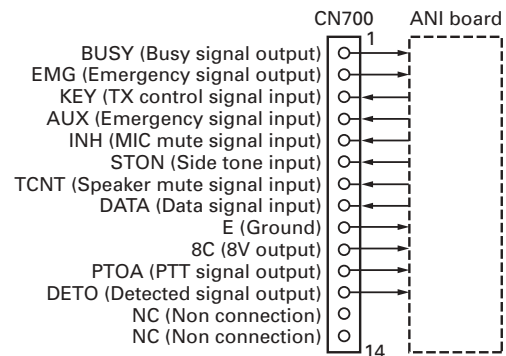 CN700 ANI board
1
BUSY (Busy signal output)
EMG (Emergency signal output)
KEY (TX control signal input)
AUX (Emergency signal input)
INH (MIC mute signal input)
STON (Side tone input)
TCNT (Speaker mute signal input)
DATA (Data signal input)
E (Ground)
8C (8V output)
PTOA (PTT signal output)
DETO (Detected signal output)
NC (Non connection)
NC (Non connection)
14